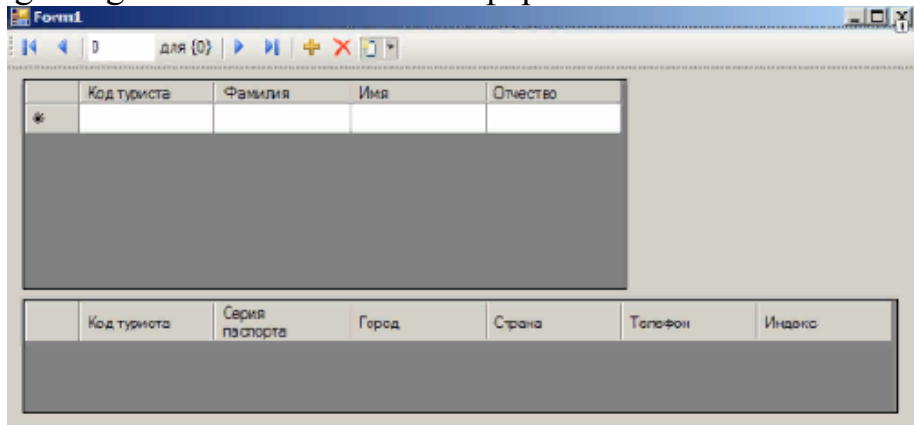 Form1
0 для {0}
Код туриста Фамилия Имя Отчество
Код туриста Серия паспорта Город Страна Телефон Индекс